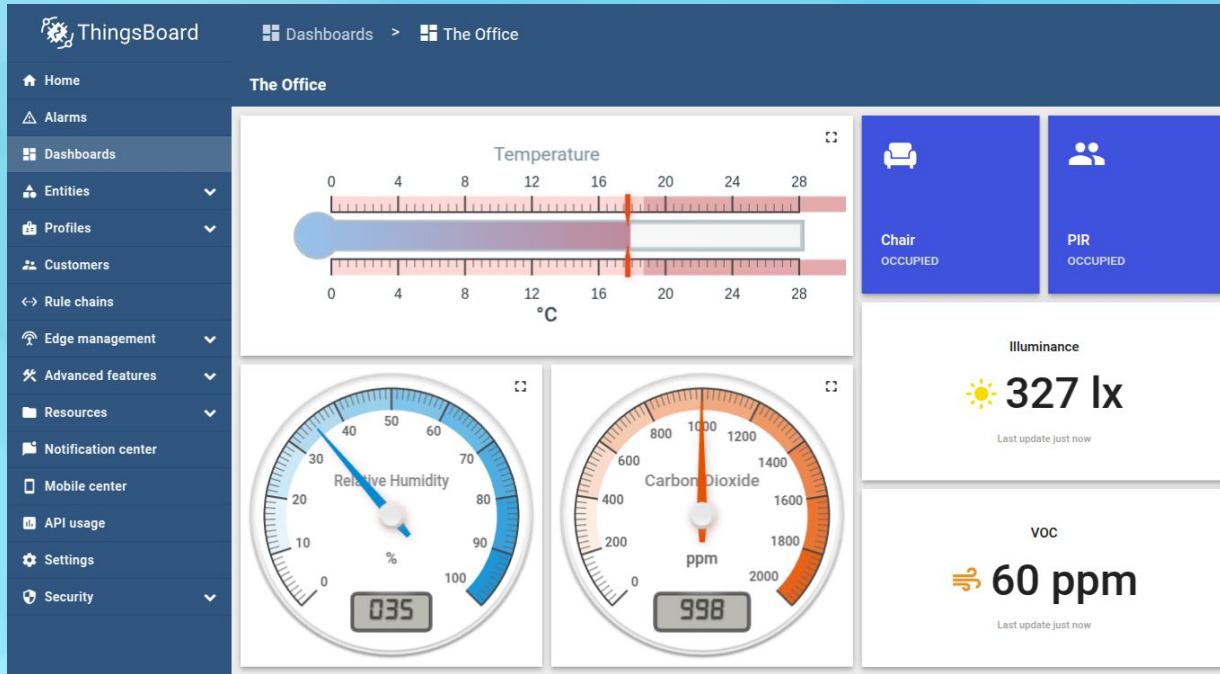 ThingsBoard
Dashboards > The Office
The Office
Home
Alarms
Dashboards
Entities
Profiles
Customers
Rule chains
Edge management
Advanced features
Resources
Notification center
Mobile center
API usage
Settings
Security
Temperature
0 4 8 12 16 20 24 28
0 4 8 12 16 20 24 28
°C
Chair
OCCUPIED
PIR
OCCUPIED
Illuminance
327 lx
Last update just now
0 10 20 30 40 50 60 70 80 90 100
Relative Humidity
%
035
0 200 400 600 800 1000 1200 1400 1600 1800 2000
Carbon Dioxide
ppm
998
VOC
60 ppm
Last update just now